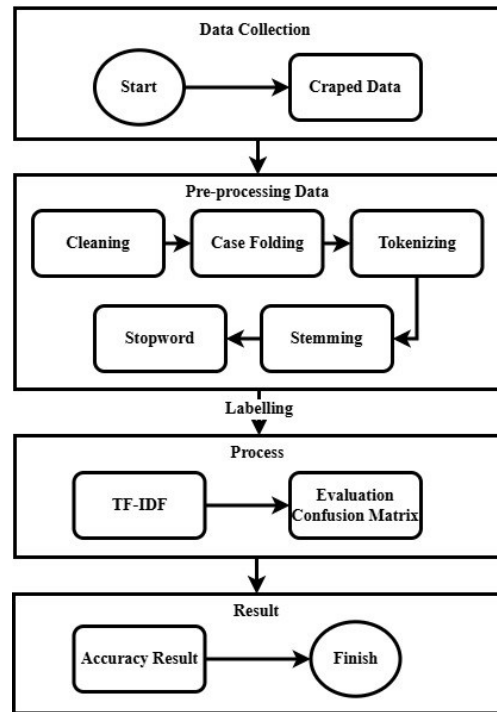 Data Collection
Start
Craped Data
Pre-processing Data
Cleaning
Case Folding
Tokenizing
Stopword
Stemming
Labelling
Process
TF-IDF
Evaluation
Confusion Matrix
Result
Accuracy Result
Finish